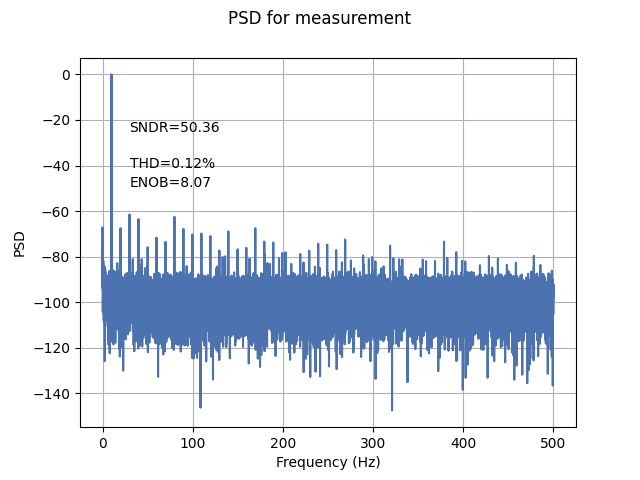 PSD for measurement
0
−20
−40
−60
−80
−100
−120
−140
PSD
SNDR=50.36
THD=0.12%
ENOB=8.07
0 100 200 300 400 500
Frequency (Hz)